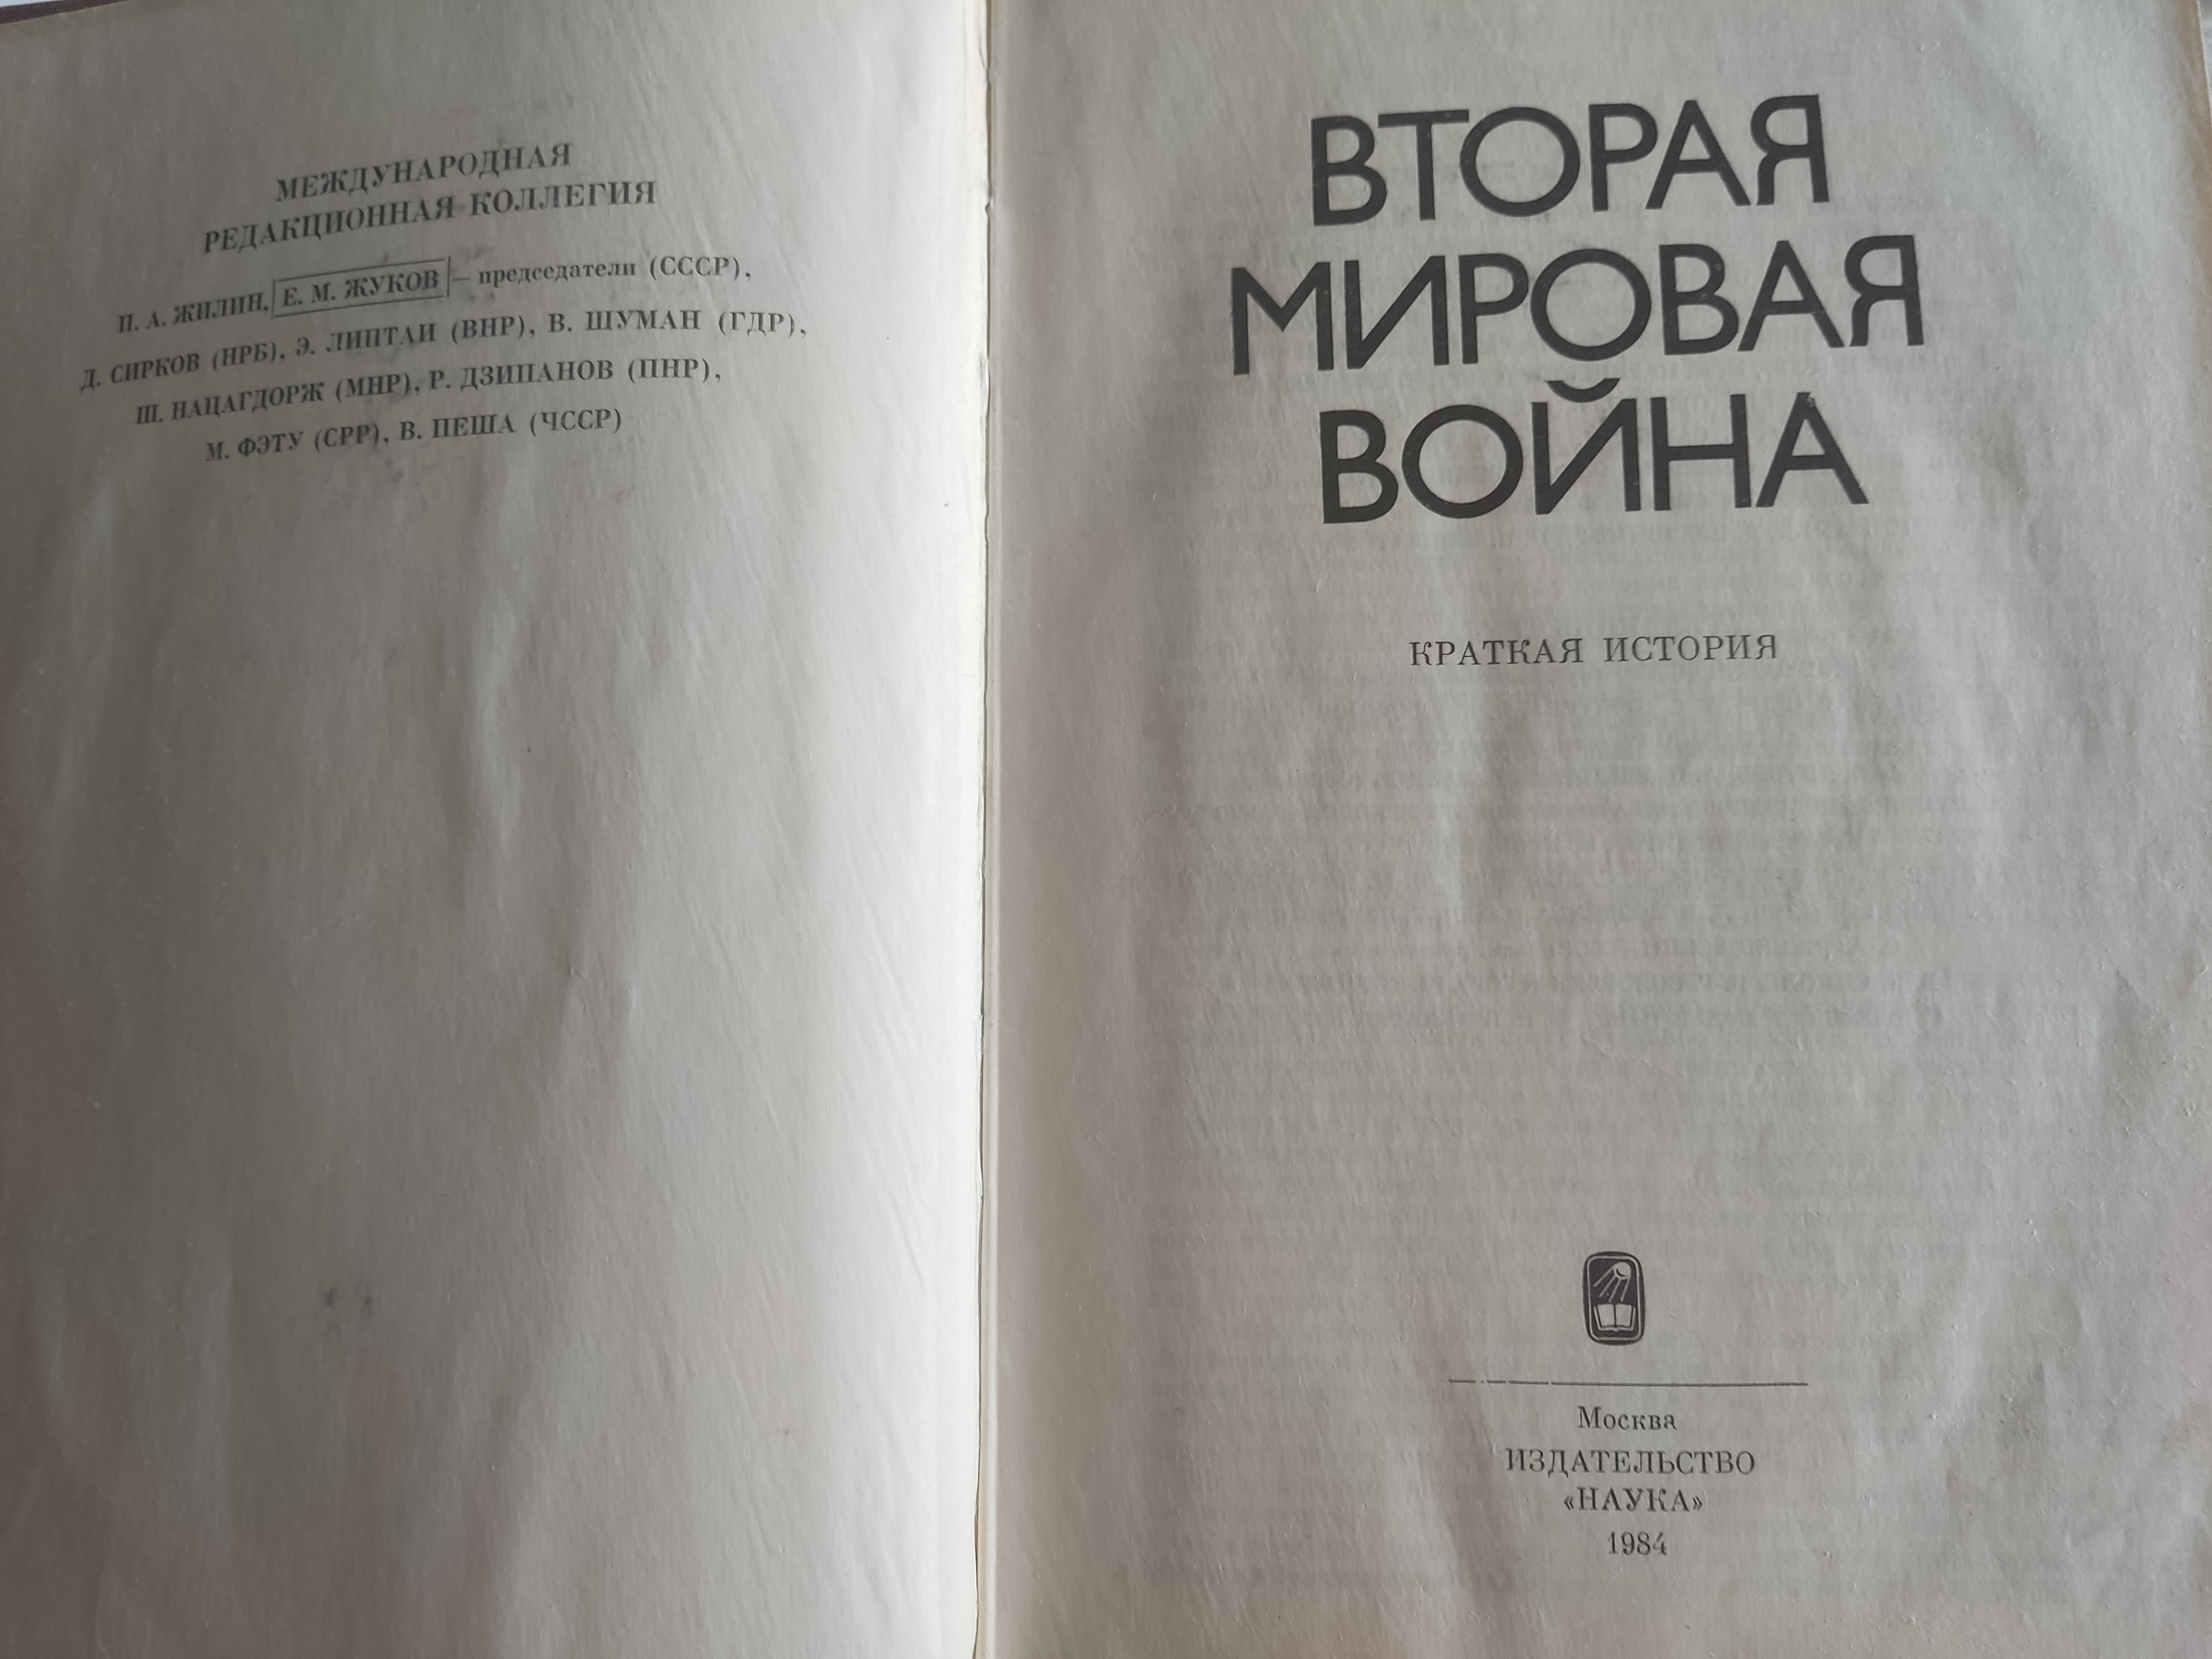 МЕЖДУНАРОДНАЯ
РЕДАКЦИОННАЯ КОЛЛЕГИЯ
П. А. ЖИЛИН, Е. М. ЖУКОВ — председатели (СССР),
Д. СИРКОВ (НРБ), Э. ЛИПТАИ (ВНР), В. ШУМАН (ГДР),
Ш. НАЦАГДОРЖ (МНР), Р. ДЗИПАНОВ (ПНР),
М. ФЭТУ (СРР), В. ПЕША (ЧССР)
ВТОРАЯ
МИРОВАЯ
ВОЙНА
КРАТКАЯ ИСТОРИЯ
Москва
ИЗДАТЕЛЬСТВО
«НАУКА»
1984